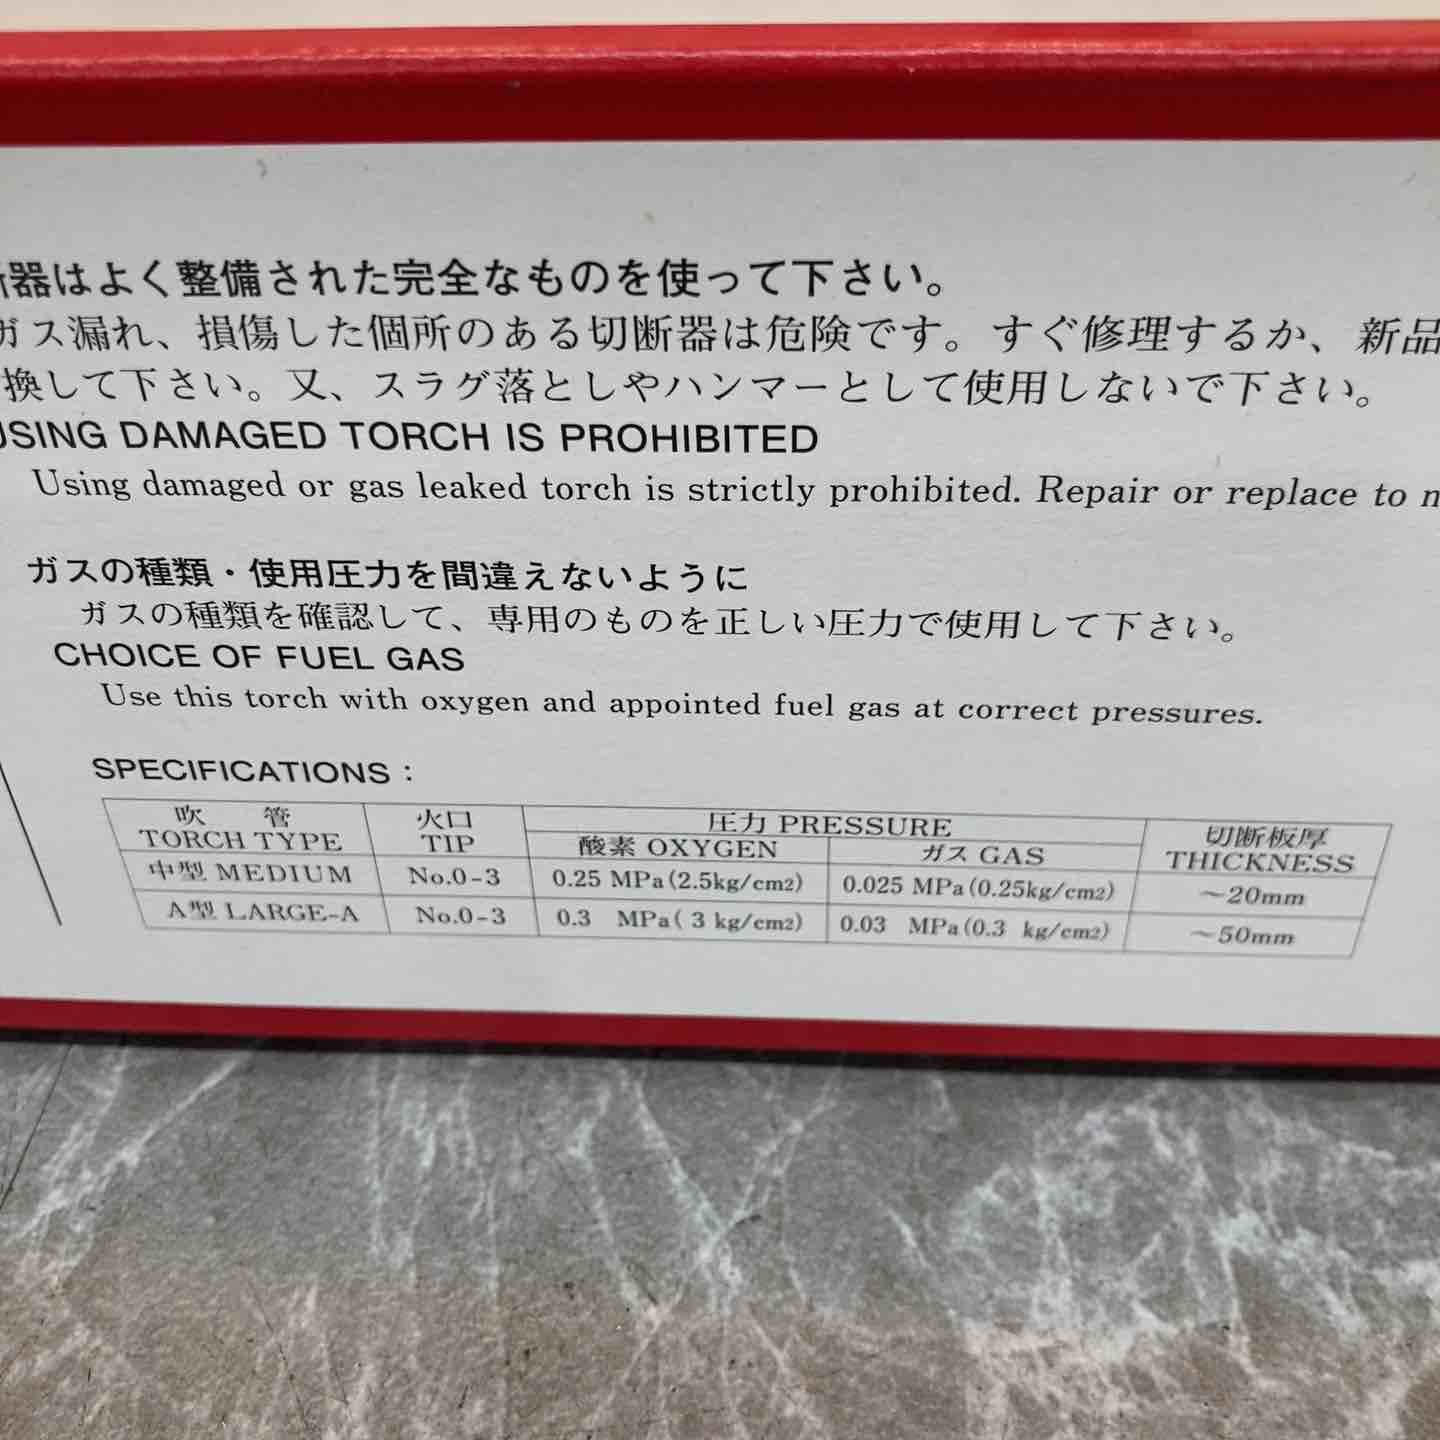 器はよく整備された完全なものを使って下さい。
ガス漏れ、損傷した個所のある切断器は危険です。すぐ修理するか、新品
換して下さい。又、スラグ落としやハンマーとして使用しないで下さい。
USING DAMAGED TORCH IS PROHIBITED
Using damaged or gas leaked torch is strictly prohibited. Repair or replace to n
ガスの種類・使用圧力を間違えないように
ガスの種類を確認して、専用のものを正しい圧力で使用して下さい。
CHOICE OF FUEL GAS
Use this torch with oxygen and appointed fuel gas at correct pressures.
SPECIFICATIONS :
吹 管 火口 圧力 PRESSURE 切断板厚
TORCH TYPE TIP 酸素 OXYGEN ガス GAS THICKNESS
中型 MEDIUM No.0-3 0.25 MPa(2.5kg/cm2) 0.025 MPa(0.25kg/cm2) ~20mm
A型 LARGE-A No.0-3 0.3 MPa( 3 kg/cm2) 0.03 MPa(0.3 kg/cm2) ~50mm